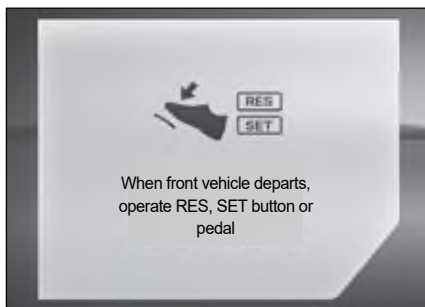 RES
SET
When front vehicle departs,
operate RES, SET button or
pedal